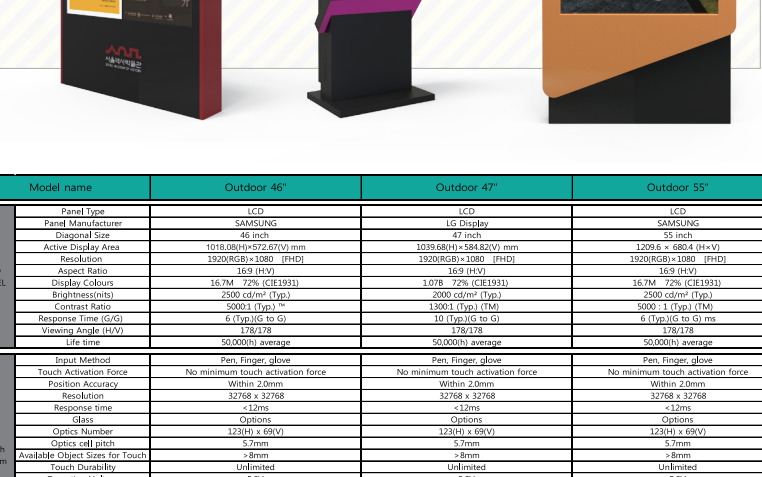 서울역사박물관
Model name Outdoor 46" Outdoor 47" Outdoor 55"
Panel Type LCD LCD LCD
Panel Manufacturer SAMSUNG LG Display SAMSUNG
Diagonal Size 46 inch 47 inch 55 inch
Active Display Area 1018.08(H)×572.67(V) mm 1039.68(H)×584.82(V) mm 1209.6 × 680.4 (H×V)
Resolution 1920(RGB)×1080 [FHD] 1920(RGB)×1080 [FHD] 1920(RGB)×1080 [FHD]
Aspect Ratio 16:9 (H:V) 16:9 (H:V) 16:9 (H:V)
Display Colours 16.7M 72% (CIE1931) 1.07B 72% (CIE1931) 16.7M 72% (CIE1931)
Brightness(nits) 2500 cd/m² (Typ.) 2000 cd/m² (Typ.) 2500 cd/m² (Typ.)
Contrast Ratio 5000:1 (Typ.) ™ 1300:1 (Typ.) (TM) 5000 : 1 (Typ.) (TM)
Response Time (G/G) 6 (Typ.)(G to G) 10 (Typ.)(G to G) 6 (Typ.)(G to G) ms
Viewing Angle (H/V) 178/178 178/178 178/178
Life time 50,000(h) average 50,000(h) average 50,000(h) average
Input Method Pen, Finger, glove Pen, Finger, glove Pen, Finger, glove
Touch Activation Force No minimum touch activation force No minimum touch activation force No minimum touch activation force
Position Accuracy Within 2.0mm Within 2.0mm Within 2.0mm
Resolution 32768 x 32768 32768 x 32768 32768 x 32768
Response time <12ms <12ms <12ms
Glass Options Options Options
Optics Number 123(H) x 69(V) 123(H) x 69(V) 123(H) x 69(V)
Optics cell pitch 5.7mm 5.7mm 5.7mm
Available Object Sizes for Touch >8mm >8mm >8mm
Touch Durability Unlimited Unlimited Unlimited